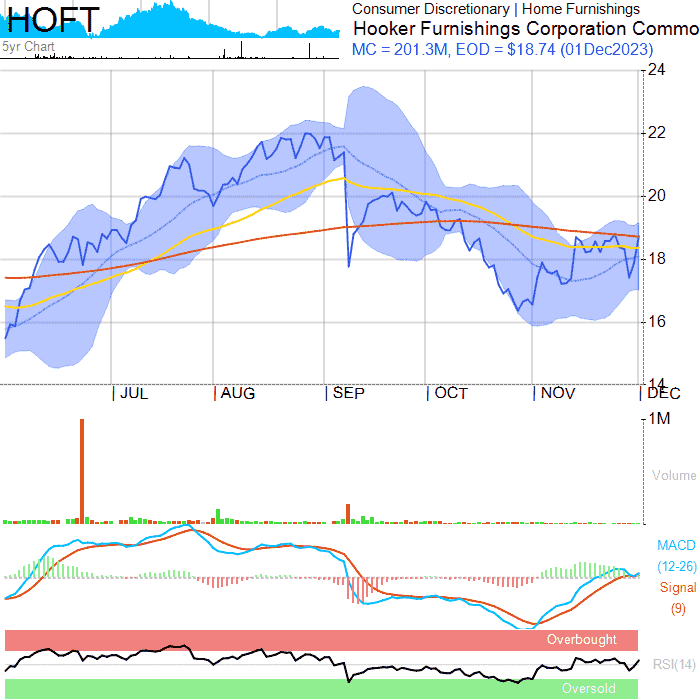 HOFT
5yr Chart
Consumer Discretionary | Home Furnishings
Hooker Furnishings Corporation Commo
MC = 201.3M, EOD = $18.74 (01Dec2023)
24
22
20
18
16
14
JUL AUG SEP OCT NOV DEC
1M
Volume
MACD
(12-26)
Signal
(9)
Overbought
RSI(14)
Oversold